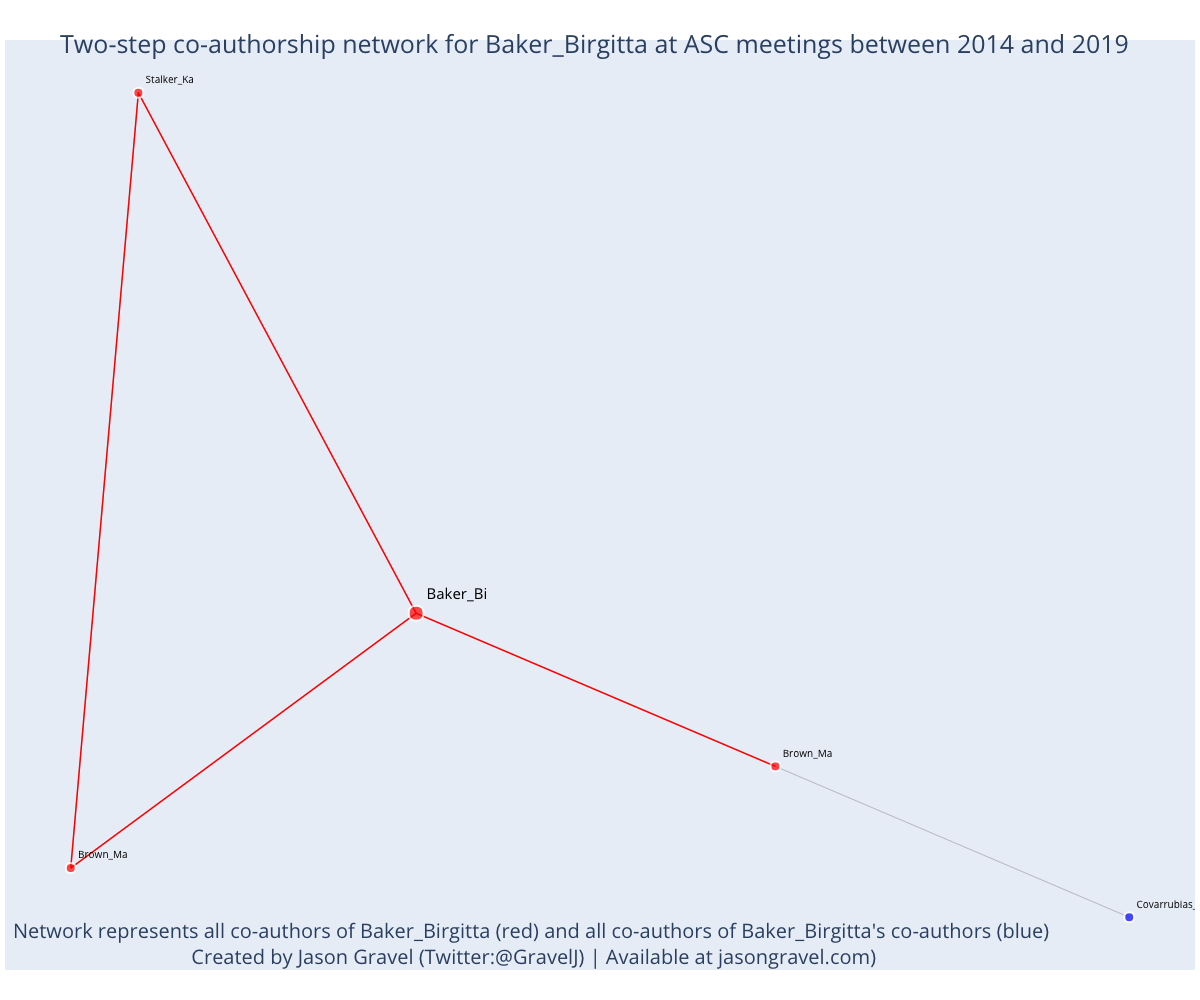 Two-step co-authorship network for Baker_Birgitta at ASC meetings between 2014 and 2019
Stalker_Ka
Baker_Bi
Brown_Ma
Brown_Ma
Covarrubias_
Network represents all co-authors of Baker_Birgitta (red) and all co-authors of Baker_Birgitta's co-authors (blue)
Created by Jason Gravel (Twitter:@GravelJ) | Available at jasongravel.com)